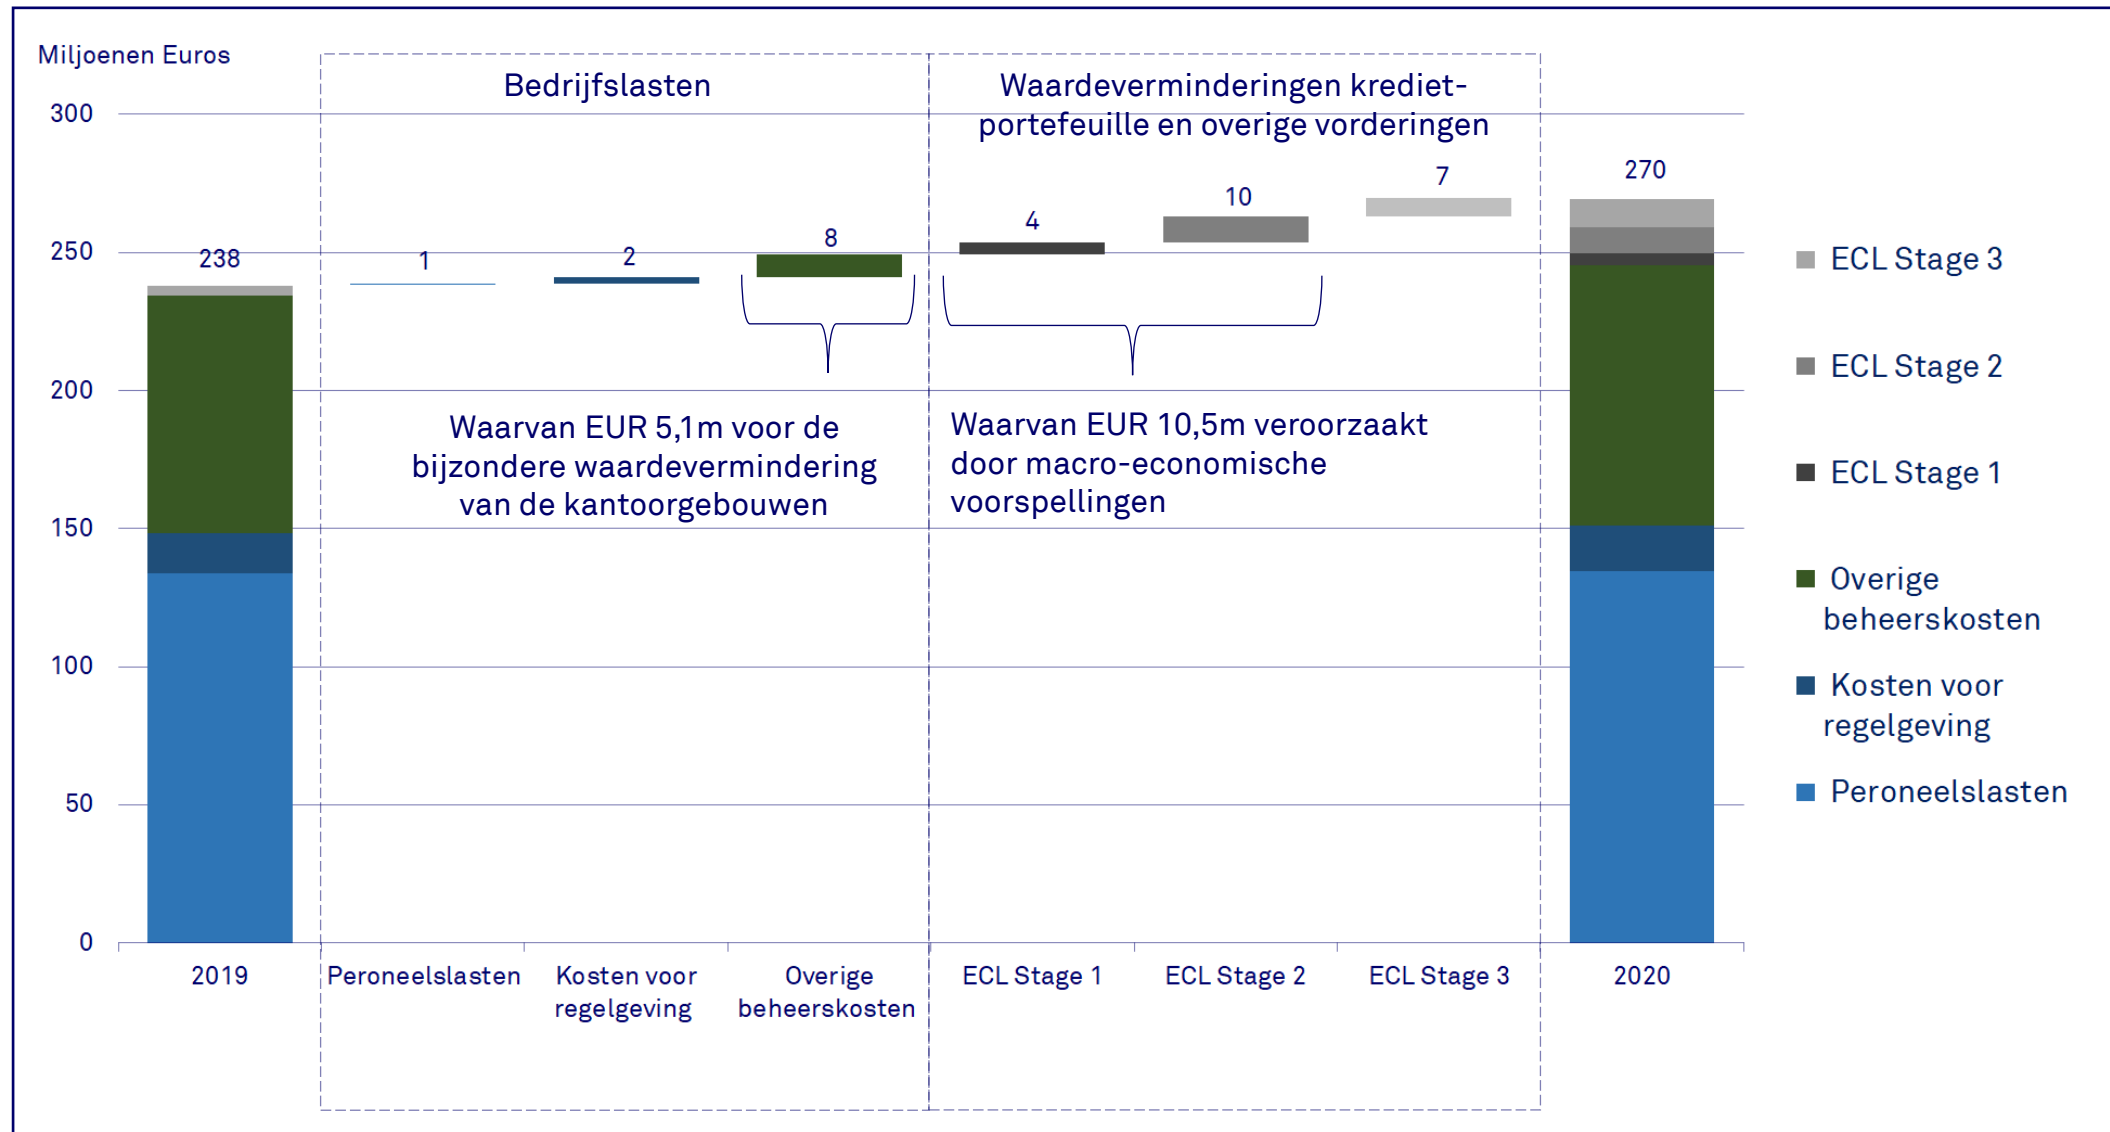 Miljoenen Euros
Bedrijfslasten
Waardeverminderingen krediet-
portefeuille en overige vorderingen
300
250
200
150
100
50
0
238
1
2
8
4
10
7
270
Waarvan EUR 5,1m voor de
bijzondere waardevermindering
van de kantoorgebouwen
Waarvan EUR 10,5m veroorzaakt
door macro-economische
voorspellingen
2019
Peroneelslasten
Kosten voor
regelgeving
Overige
beheerskosten
ECL Stage 1
ECL Stage 2
ECL Stage 3
2020
ECL Stage 3
ECL Stage 2
ECL Stage 1
Overige
beheerskosten
Kosten voor
regelgeving
Peroneelslasten